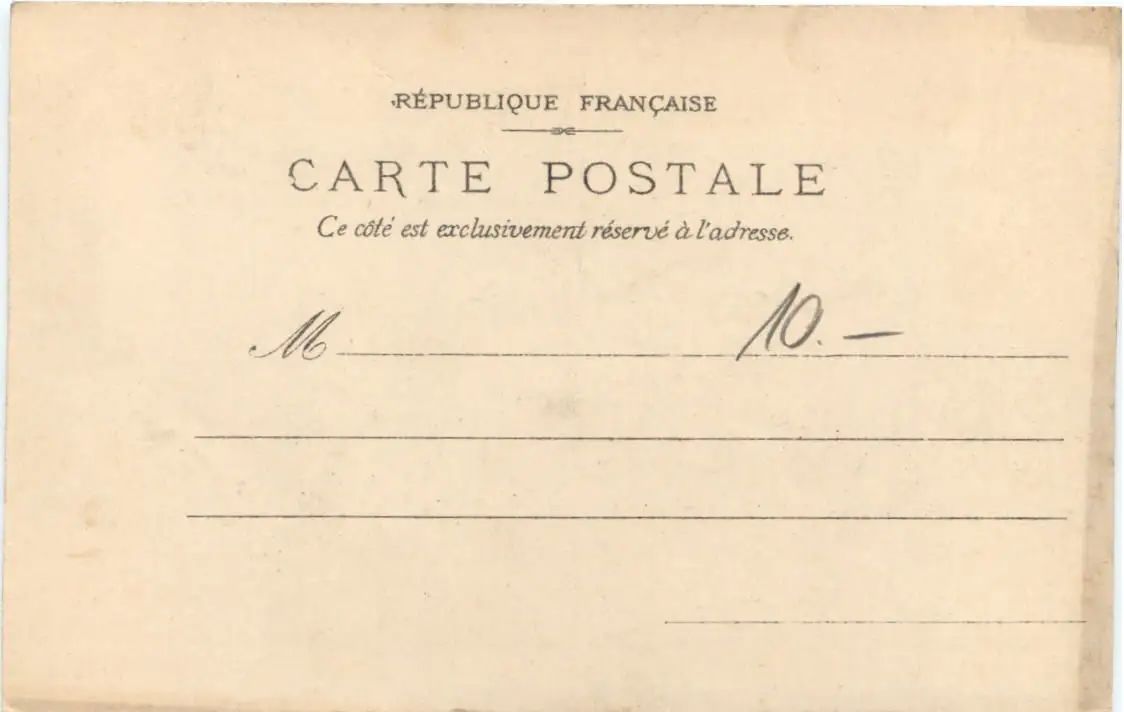 RÉPUBLIQUE FRANÇAISE
CARTE POSTALE
Ce côté est exclusivement réservé à l'adresse.
M 10.—